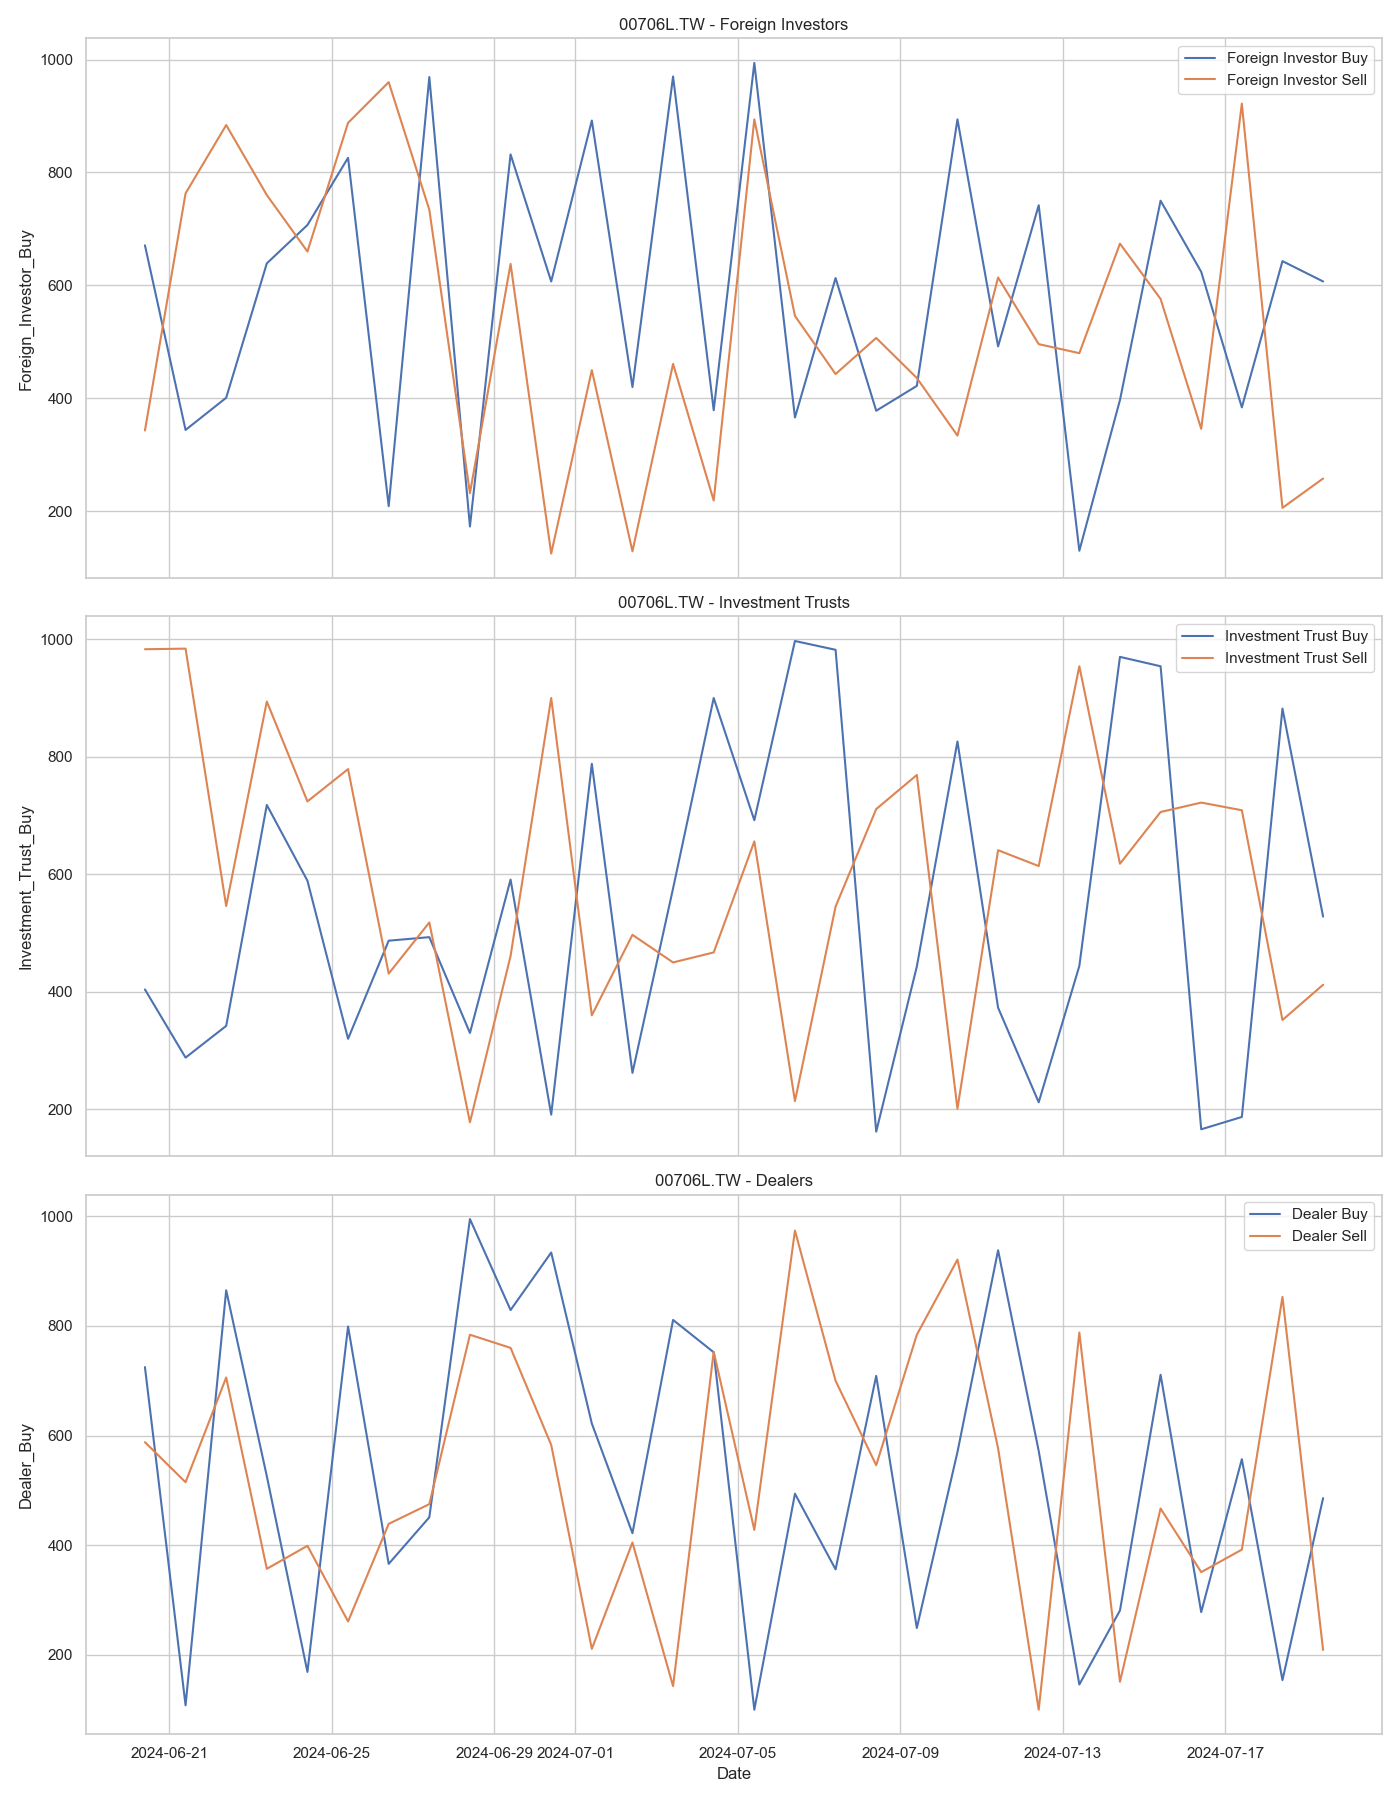 00706L.TW - Foreign Investors
Foreign Investor Buy
Foreign Investor Sell
Foreign_Investor_Buy
1000
800
600
400
200
00706L.TW - Investment Trusts
Investment Trust Buy
Investment Trust Sell
Investment_Trust_Buy
1000
800
600
400
200
00706L.TW - Dealers
Dealer Buy
Dealer Sell
Dealer_Buy
1000
800
600
400
200
2024-06-21 2024-06-25 2024-06-29 2024-07-01 2024-07-05 2024-07-09 2024-07-13 2024-07-17
Date